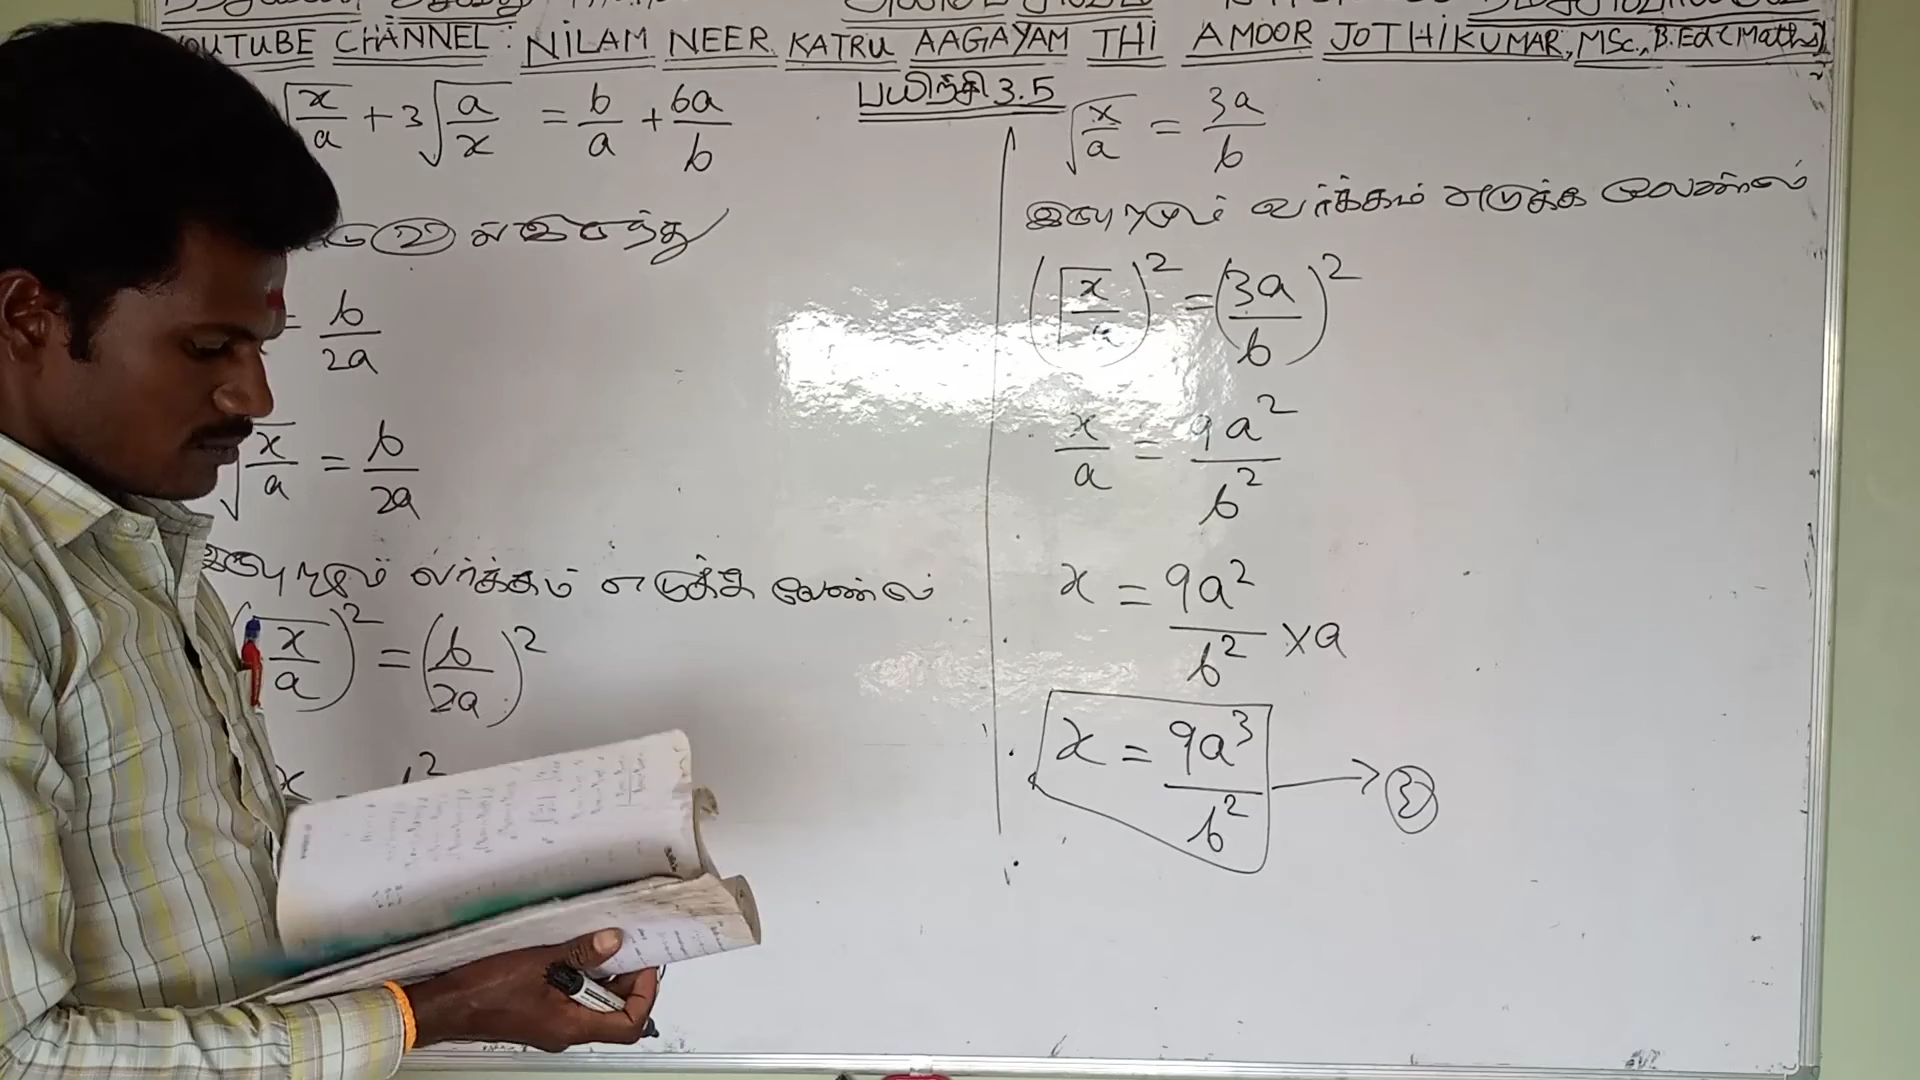 YOUTUBE CHANNEL: NILAM NEER KATRU AAGAYAM THI AMOOR JOTHIKUMAR, MSc., B.Ed (Maths)
பயிற்சி 3.5
√(x/a) + 3√(a/x) = b/a + 6a/b
② லிருந்து
= b/2a
√(x/a) = b/2a
இருபுறமும் வர்க்கம் எடுக்க வேண்டும்
(√(x/a))² = (b/2a)²
√(x/a) = 3a/b
இருபுறமும் வர்க்கம் எடுக்க வேண்டும்
(√(x/a))² = (3a/b)²
x/a = 9a²/b²
x = 9a²/b² × a
x = 9a³/b² → ③